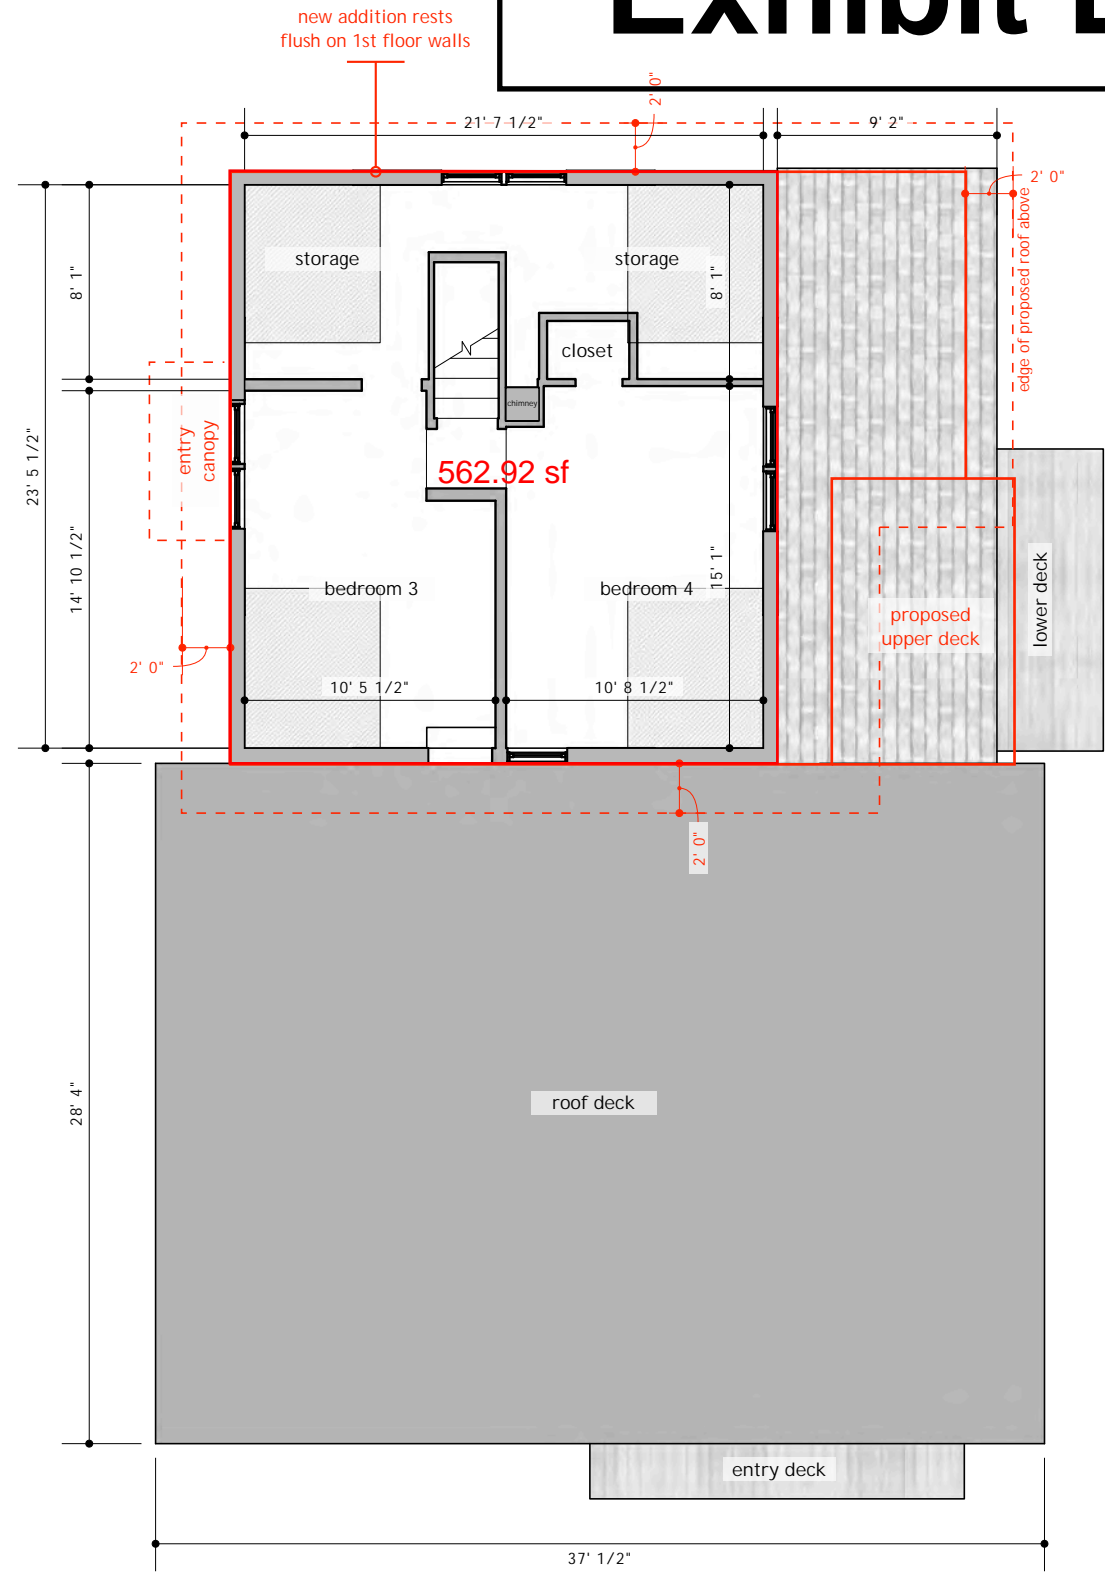 Exhibit
new addition rests
flush on 1st floor walls
2' 0"
21' 7 1/2"
9' 2"
2' 0"
edge of proposed roof above
storage
storage
8' 1"
8' 1"
closet
chimney
entry
canopy
562.92 sf
23' 5 1/2"
14' 10 1/2"
15' 1"
bedroom 3
bedroom 4
lower deck
proposed
upper deck
2' 0"
10' 5 1/2"
10' 8 1/2"
2' 0"
28' 4"
roof deck
entry deck
37' 1/2"